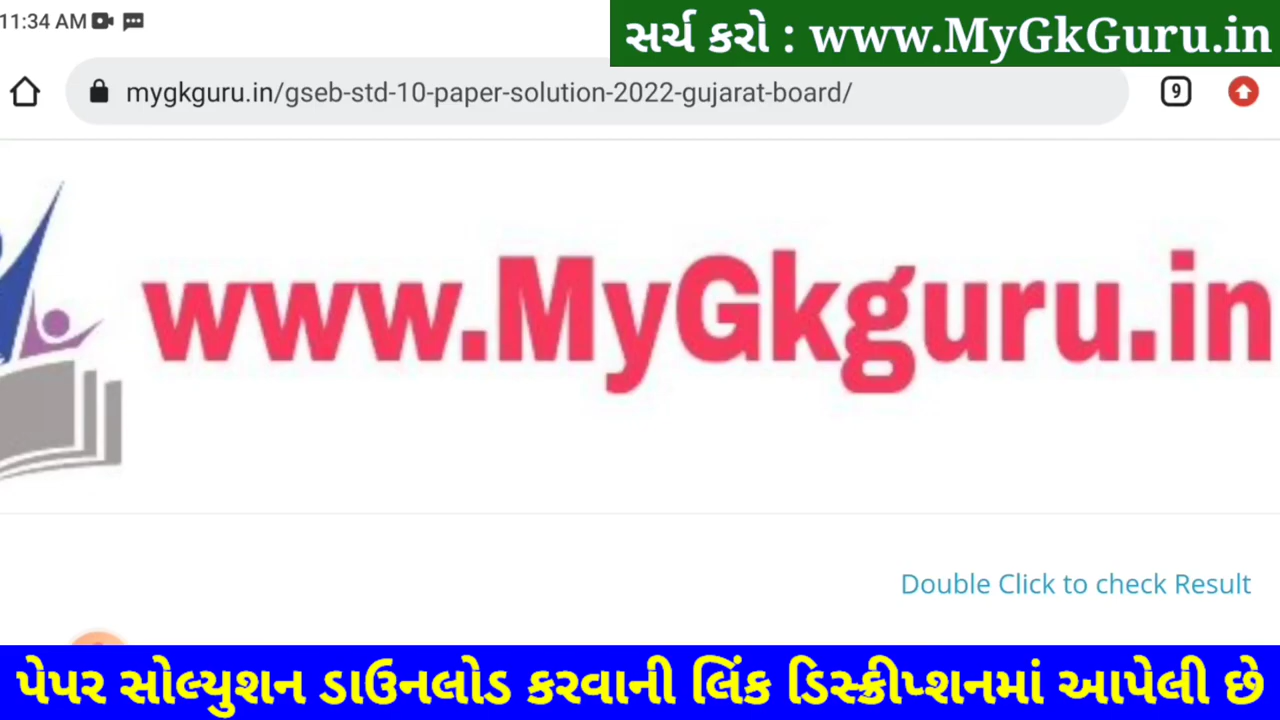 11:34 AM
સર્ચ કરો : www.MyGkGuru.in
mygkguru.in/gseb-std-10-paper-solution-2022-gujarat-board/
9
www.MyGkguru.in
Double Click to check Result
પેપર સોલ્યુશન ડાઉનલોડ કરવાની લિંક ડિસ્ક્રીપ્શનમાં આપેલી છે